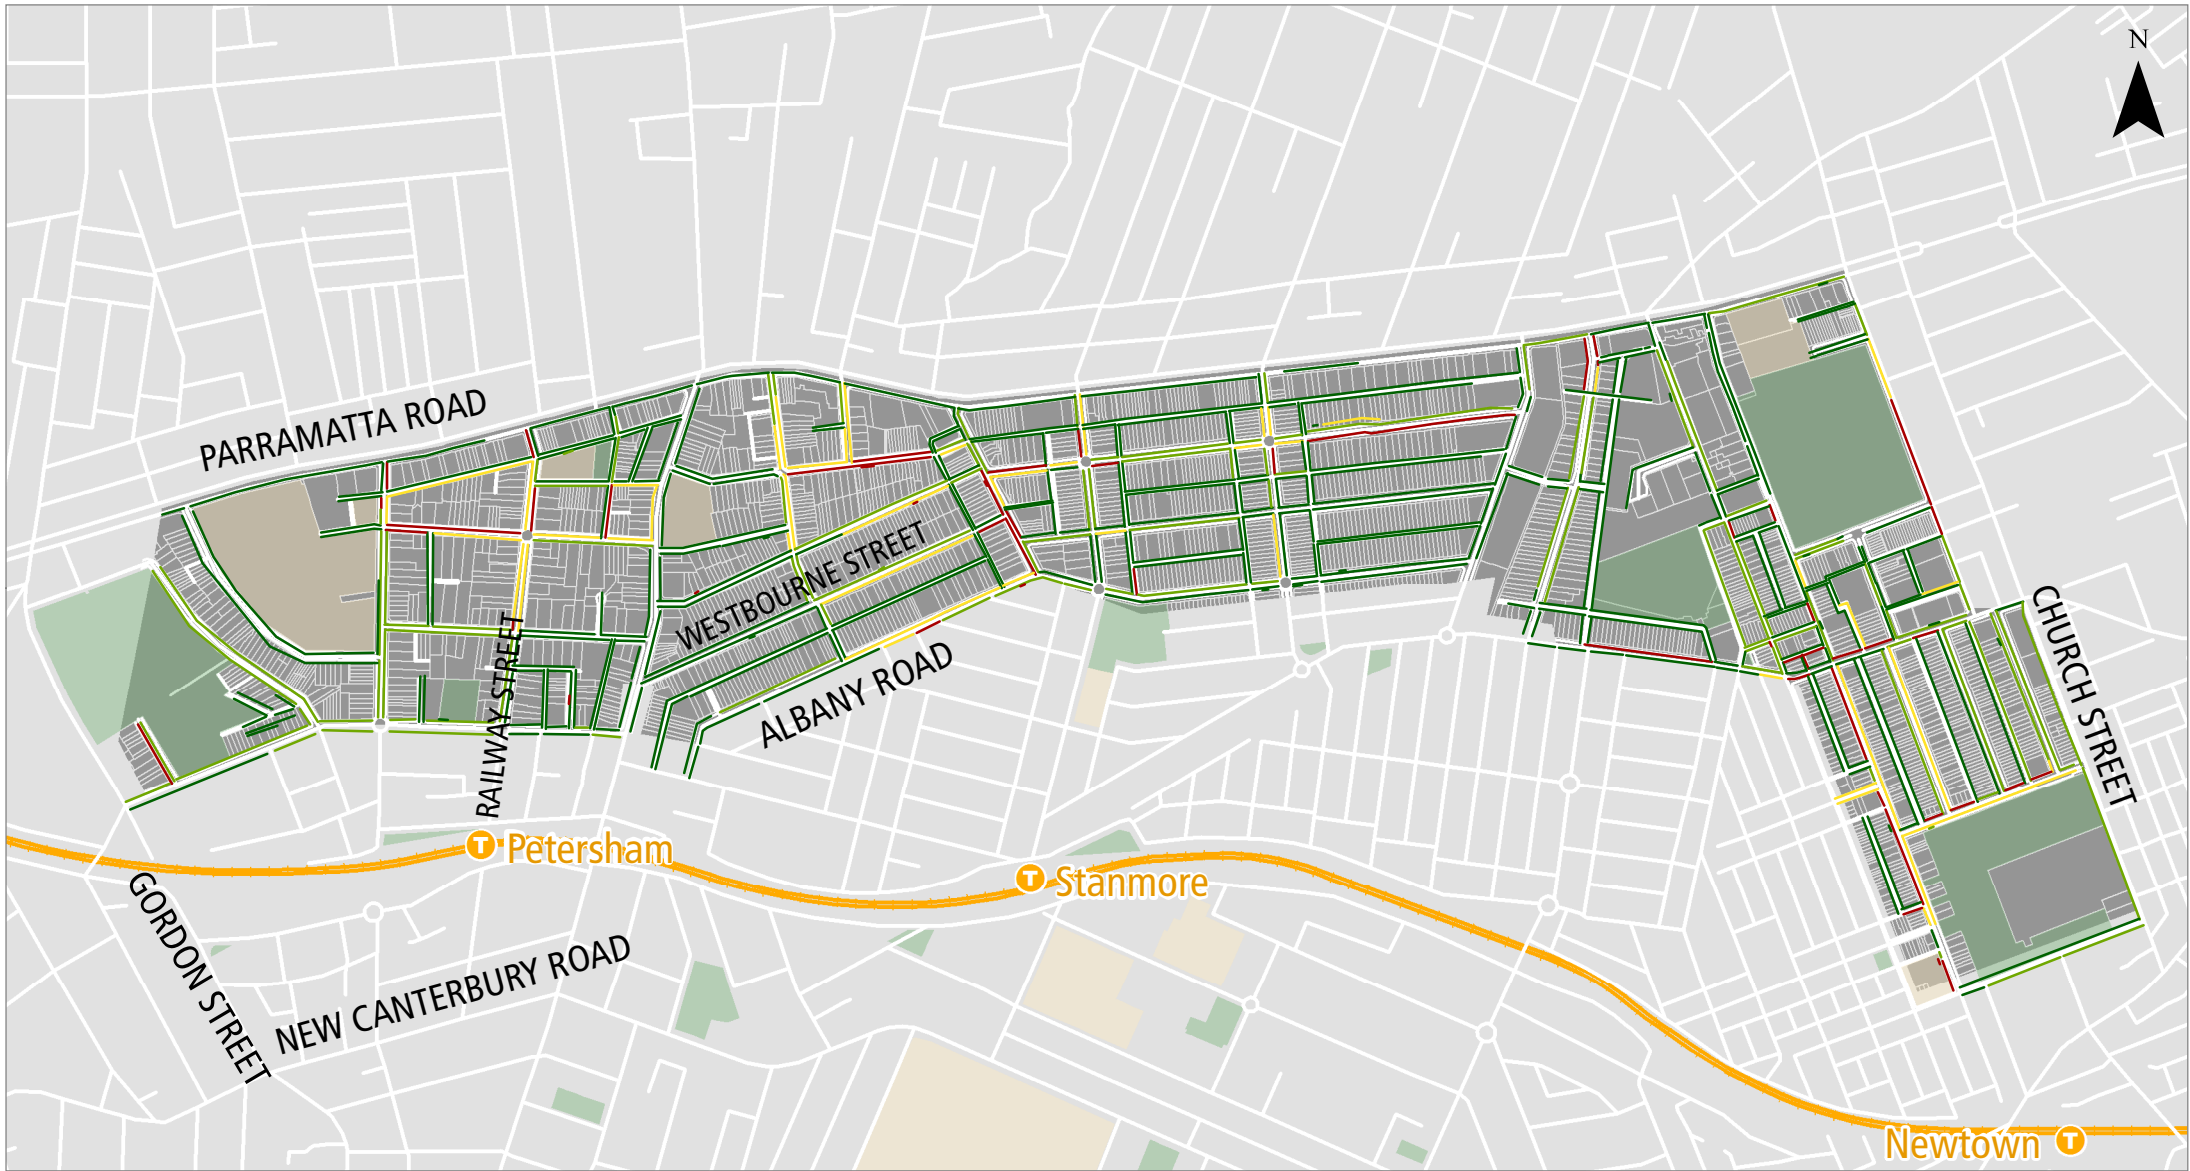 N
PARRAMATTA ROAD
WESTBOURNE STREET
CHURCH STREET
RAILWAY STREET
ALBANY ROAD
T Petersham
T Stanmore
GORDON STREET
NEW CANTERBURY ROAD
Newtown T